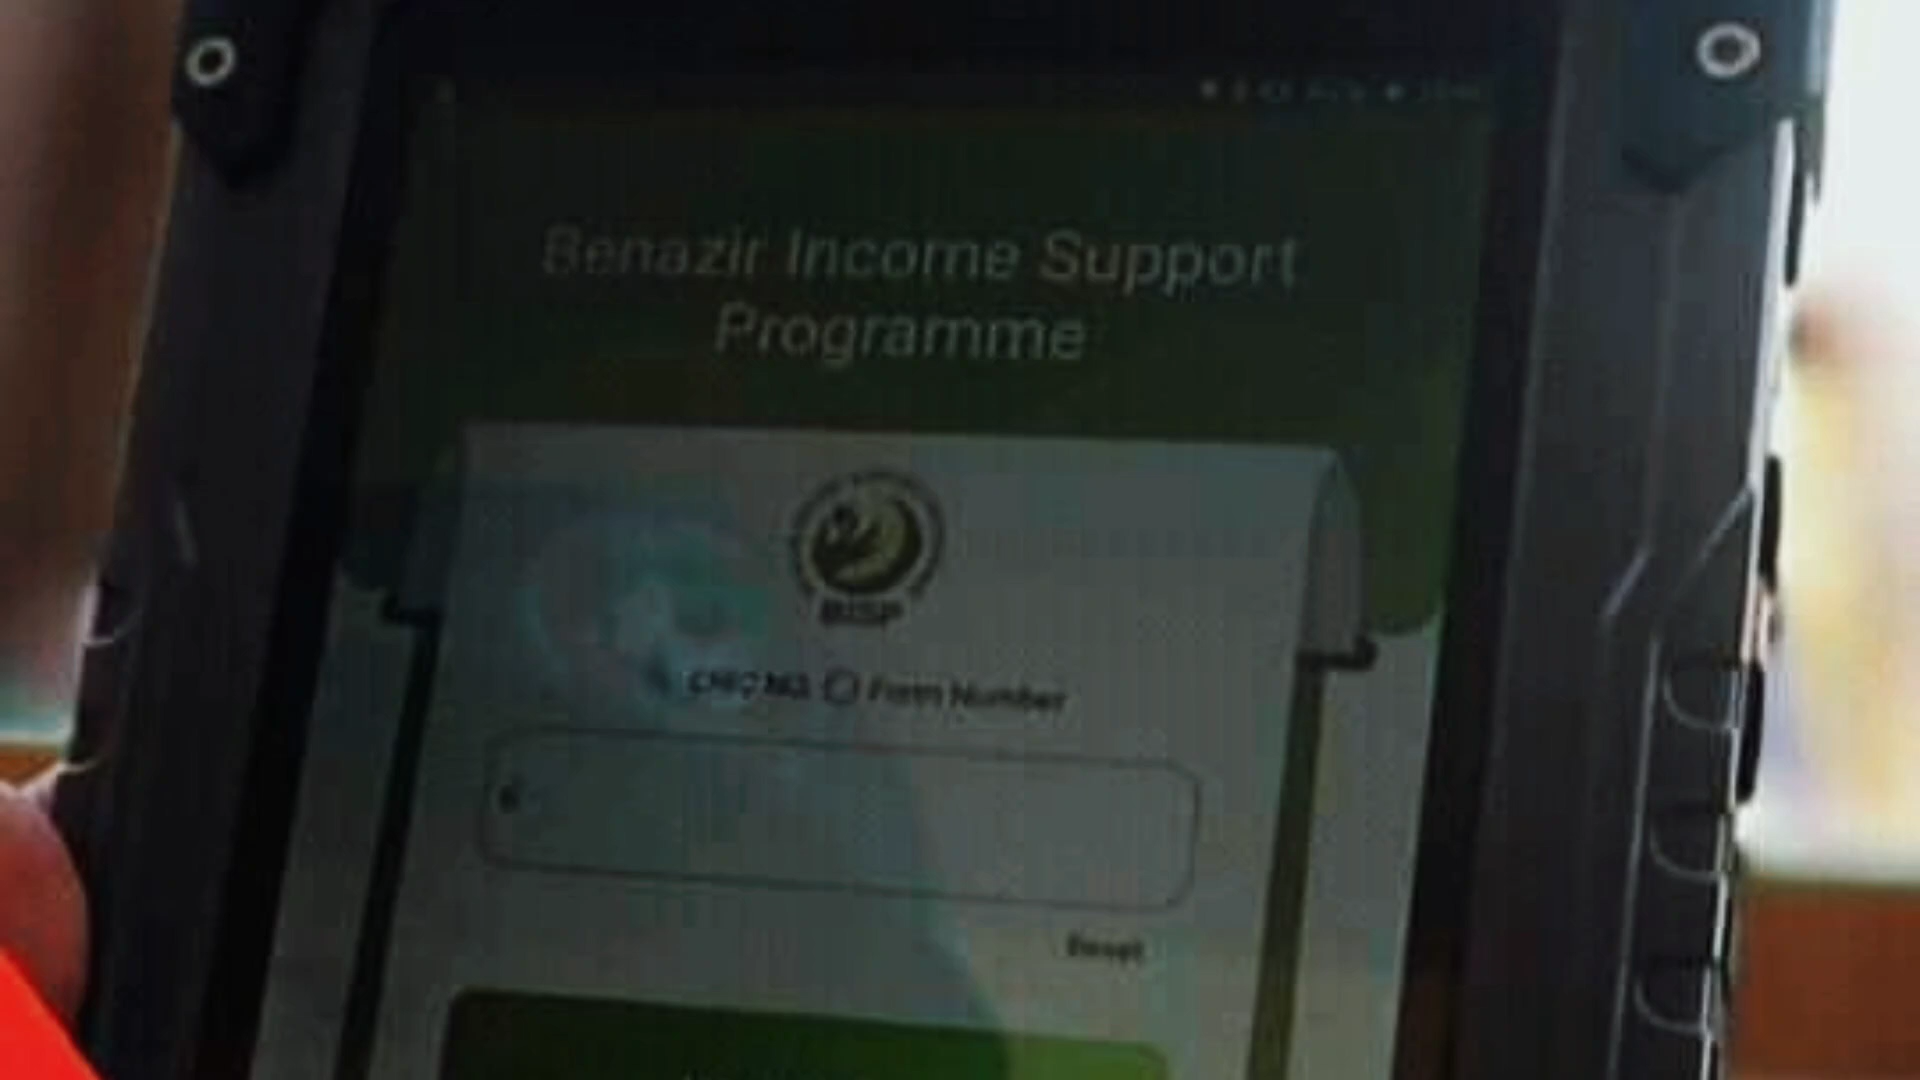 Benazir Income Support
Programme
BISP
CNIC NO. Form Number
Reset